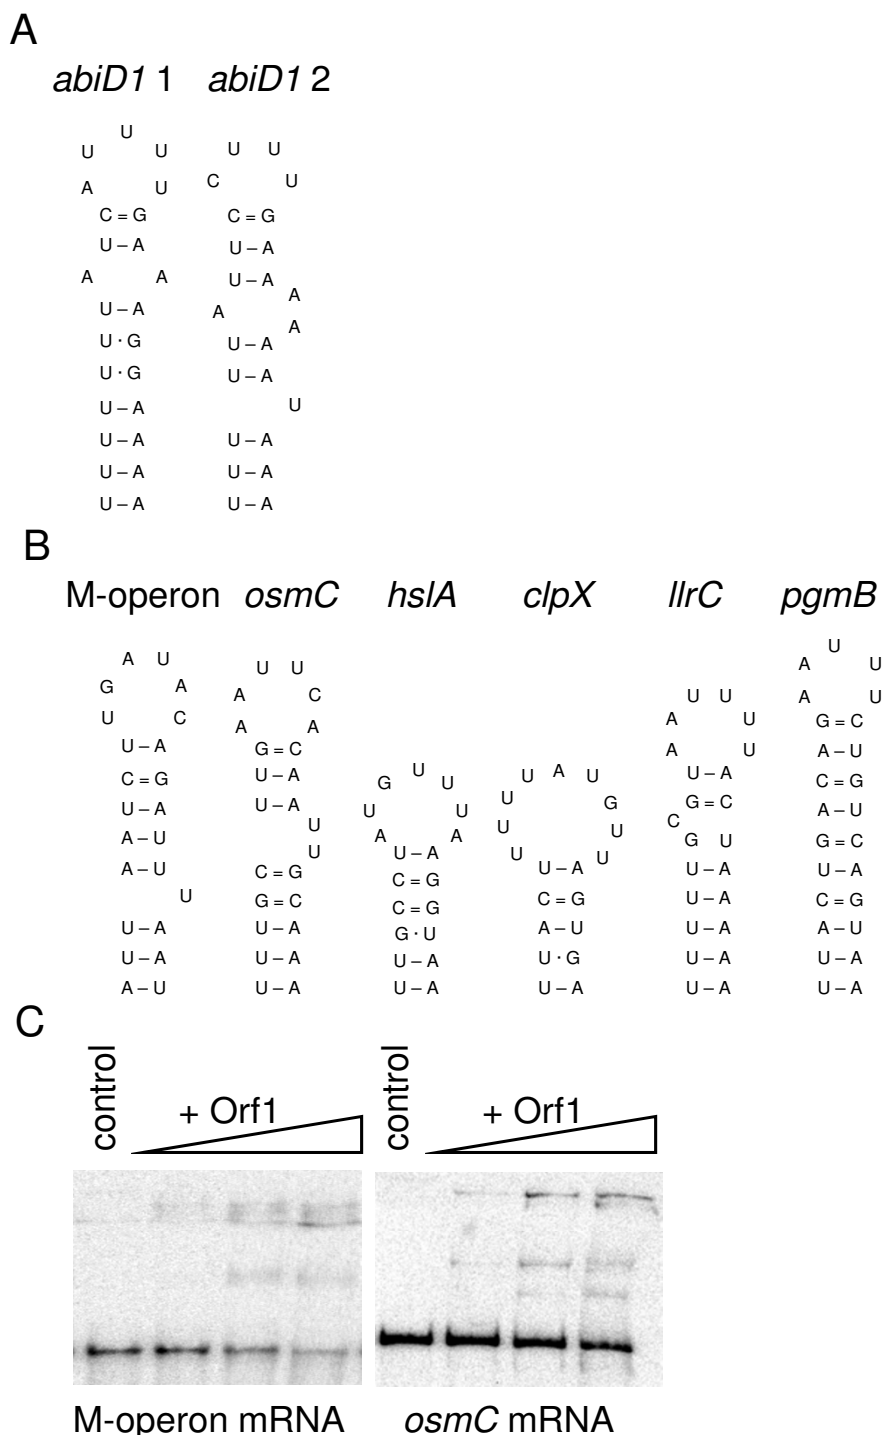 A
abiD1 1
abiD1 2
U
U U
A U
C = G
U – A
A A
U – A
U · G
U · G
U – A
U – A
U – A
U – A
U U
C U
C = G
U – A
U – A
A
A
A
U – A
U – A
U
U – A
U – A
U – A
B
M-operon
osmC
hslA
clpX
llrC
pgmB
A U
G A
U C
U – A
C = G
U – A
A – U
A – U
U
U – A
U – A
A – U
U U
A C
A A
G = C
U – A
U – A
U
U
C = G
G = C
U – A
U – A
U – A
U
G U
U U
A A
U – A
C = G
C = G
G · U
U – A
U – A
A
U U
U G
U U
U U
U – A
C = G
A – U
U · G
U – A
U U
A U
A U
U – A
G = C
C
G U
U – A
U – A
U – A
U – A
U
A U
A U
G = C
A – U
C = G
A – U
G = C
U – A
C = G
A – U
U – A
U – A
C
control
+ Orf1
control
+ Orf1
M-operon mRNA
osmC mRNA